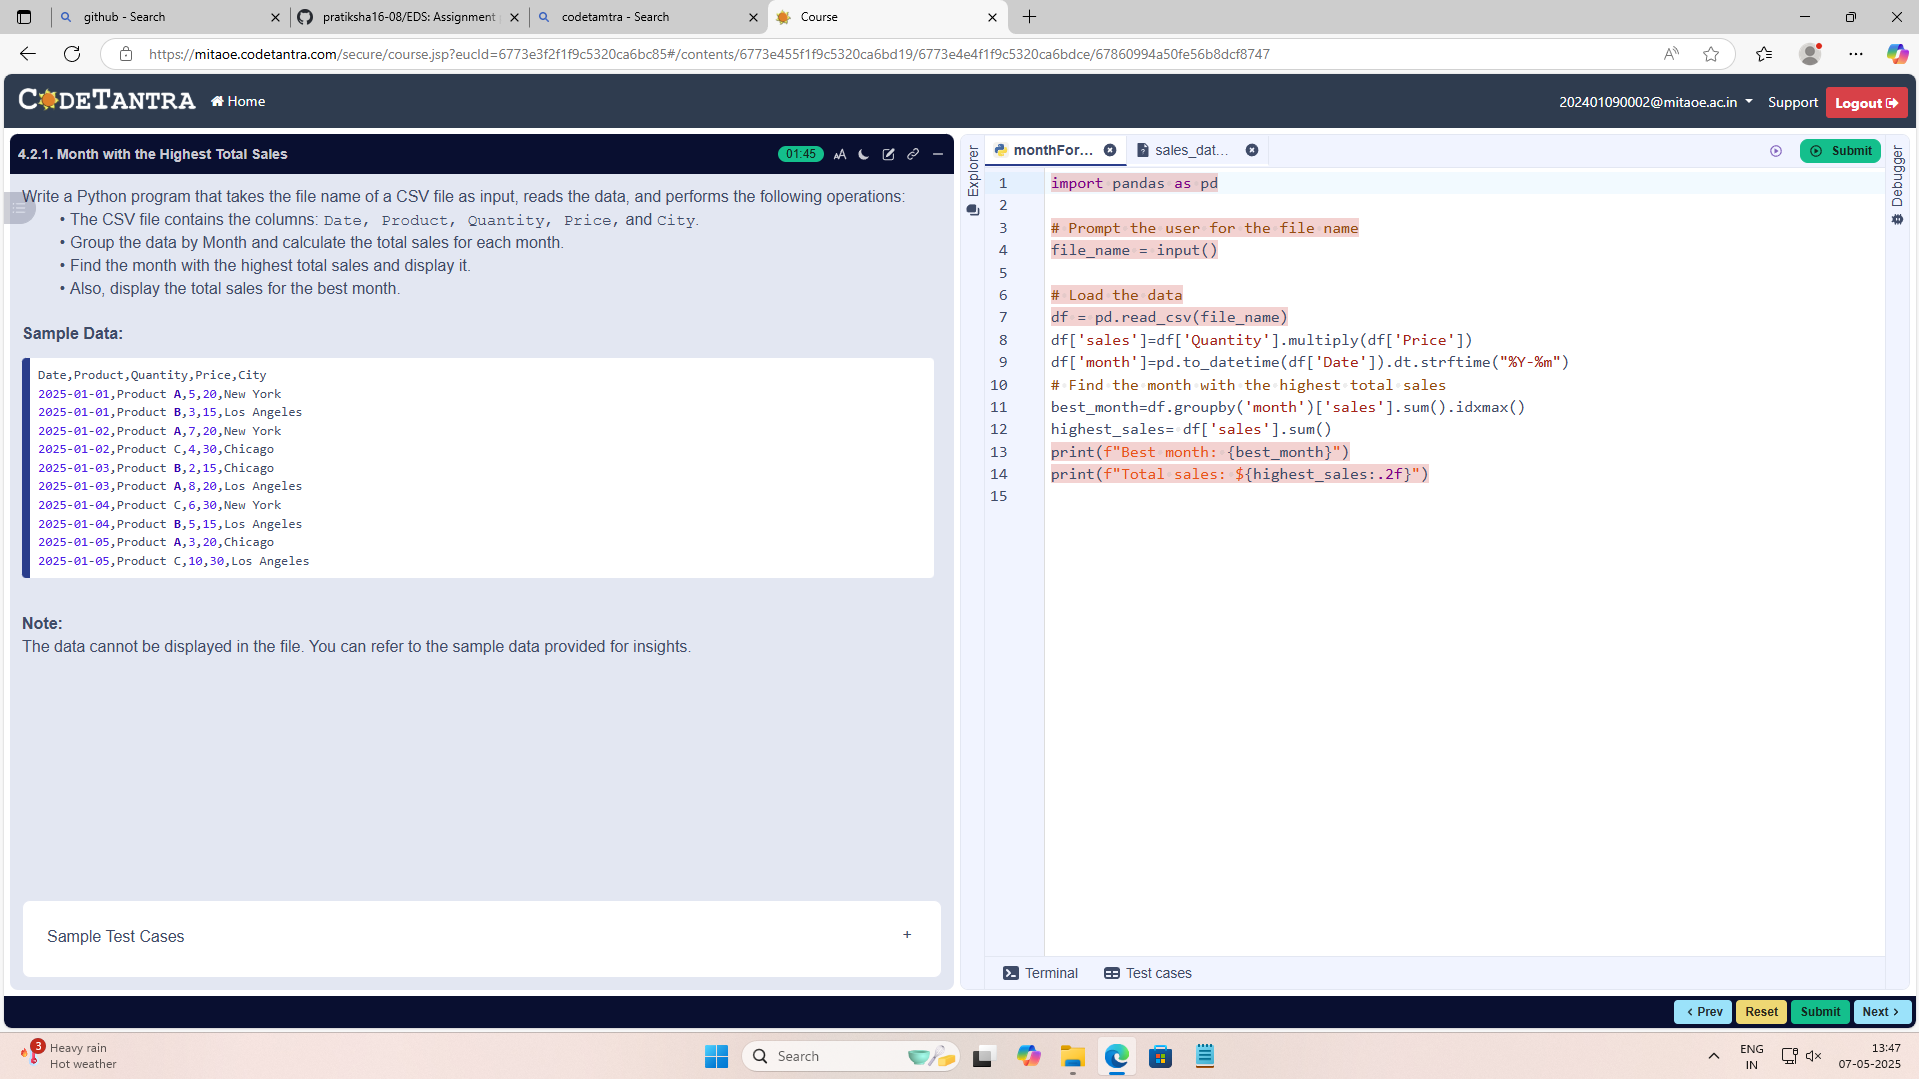 github - Search
pratiksha16-08/EDS: Assignment
codetamtra - Search
Course
https://mitaoe.codetantra.com/secure/course.jsp?eucId=6773e3f2f1f9c5320ca6bc85#/contents/6773e455f1f9c5320ca6bd19/6773e4e4f1f9c5320ca6bdce/67860994a50fe56b8dcf8747
CODETANTRA
Home
202401090002@mitaoe.ac.in
Support
Logout
4.2.1. Month with the Highest Total Sales
01:45
AA
Write a Python program that takes the file name of a CSV file as input, reads the data, and performs the following operations:
• The CSV file contains the columns: Date, Product, Quantity, Price, and City.
• Group the data by Month and calculate the total sales for each month.
• Find the month with the highest total sales and display it.
• Also, display the total sales for the best month.
Sample Data:
Date,Product,Quantity,Price,City
2025-01-01,Product A,5,20,New York
2025-01-01,Product B,3,15,Los Angeles
2025-01-02,Product A,7,20,New York
2025-01-02,Product C,4,30,Chicago
2025-01-03,Product B,2,15,Chicago
2025-01-03,Product A,8,20,Los Angeles
2025-01-04,Product C,6,30,New York
2025-01-04,Product B,5,15,Los Angeles
2025-01-05,Product A,3,20,Chicago
2025-01-05,Product C,10,30,Los Angeles
Note:
The data cannot be displayed in the file. You can refer to the sample data provided for insights.
Sample Test Cases
+
Explorer
monthFor...
sales_dat...
Submit
Debugger
1 import pandas as pd
2
3 # Prompt the user for the file name
4 file_name = input()
5
6 # Load the data
7 df = pd.read_csv(file_name)
8 df['sales']=df['Quantity'].multiply(df['Price'])
9 df['month']=pd.to_datetime(df['Date']).dt.strftime("%Y-%m")
10 # Find the month with the highest total sales
11 best_month=df.groupby('month')['sales'].sum().idxmax()
12 highest_sales= df['sales'].sum()
13 print(f"Best month: {best_month}")
14 print(f"Total sales: ${highest_sales:.2f}")
15
Terminal
Test cases
Prev
Reset
Submit
Next
3
Heavy rain
Hot weather
Search
ENG
IN
13:47
07-05-2025